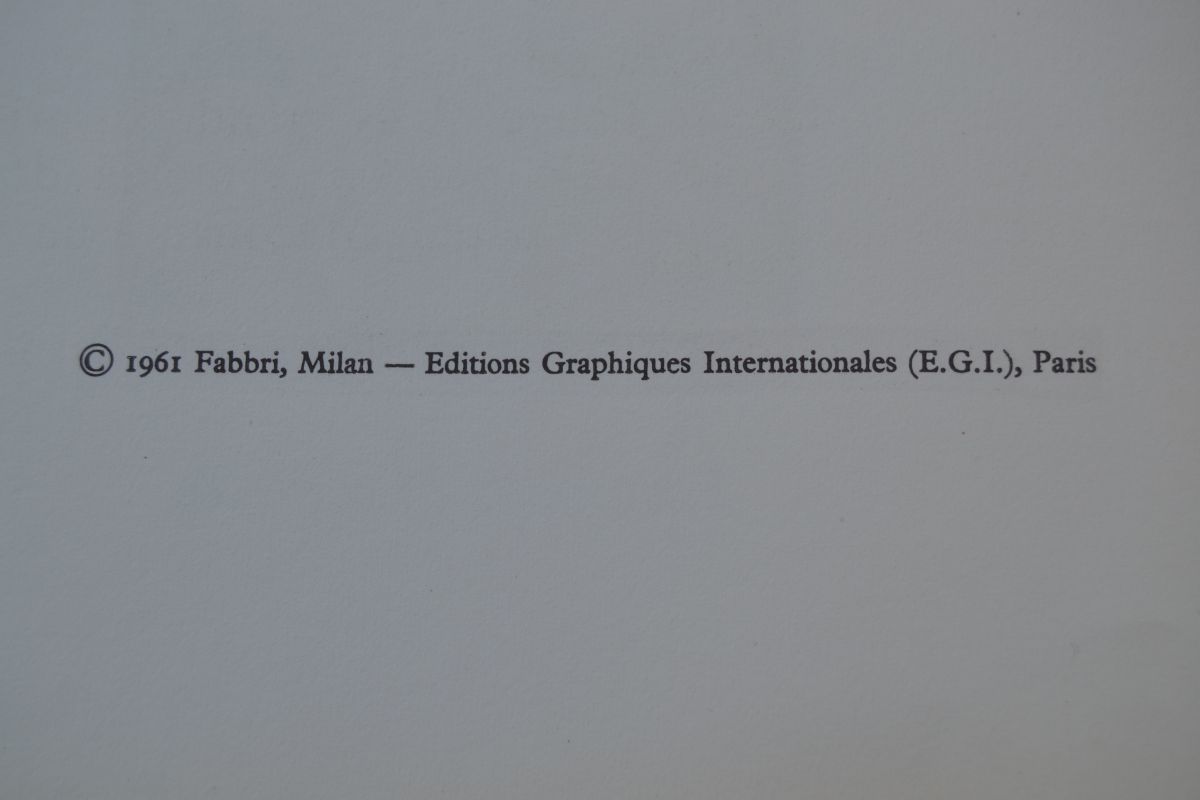 © 1961 Fabbri, Milan — Editions Graphiques Internationales (E.G.I.), Paris